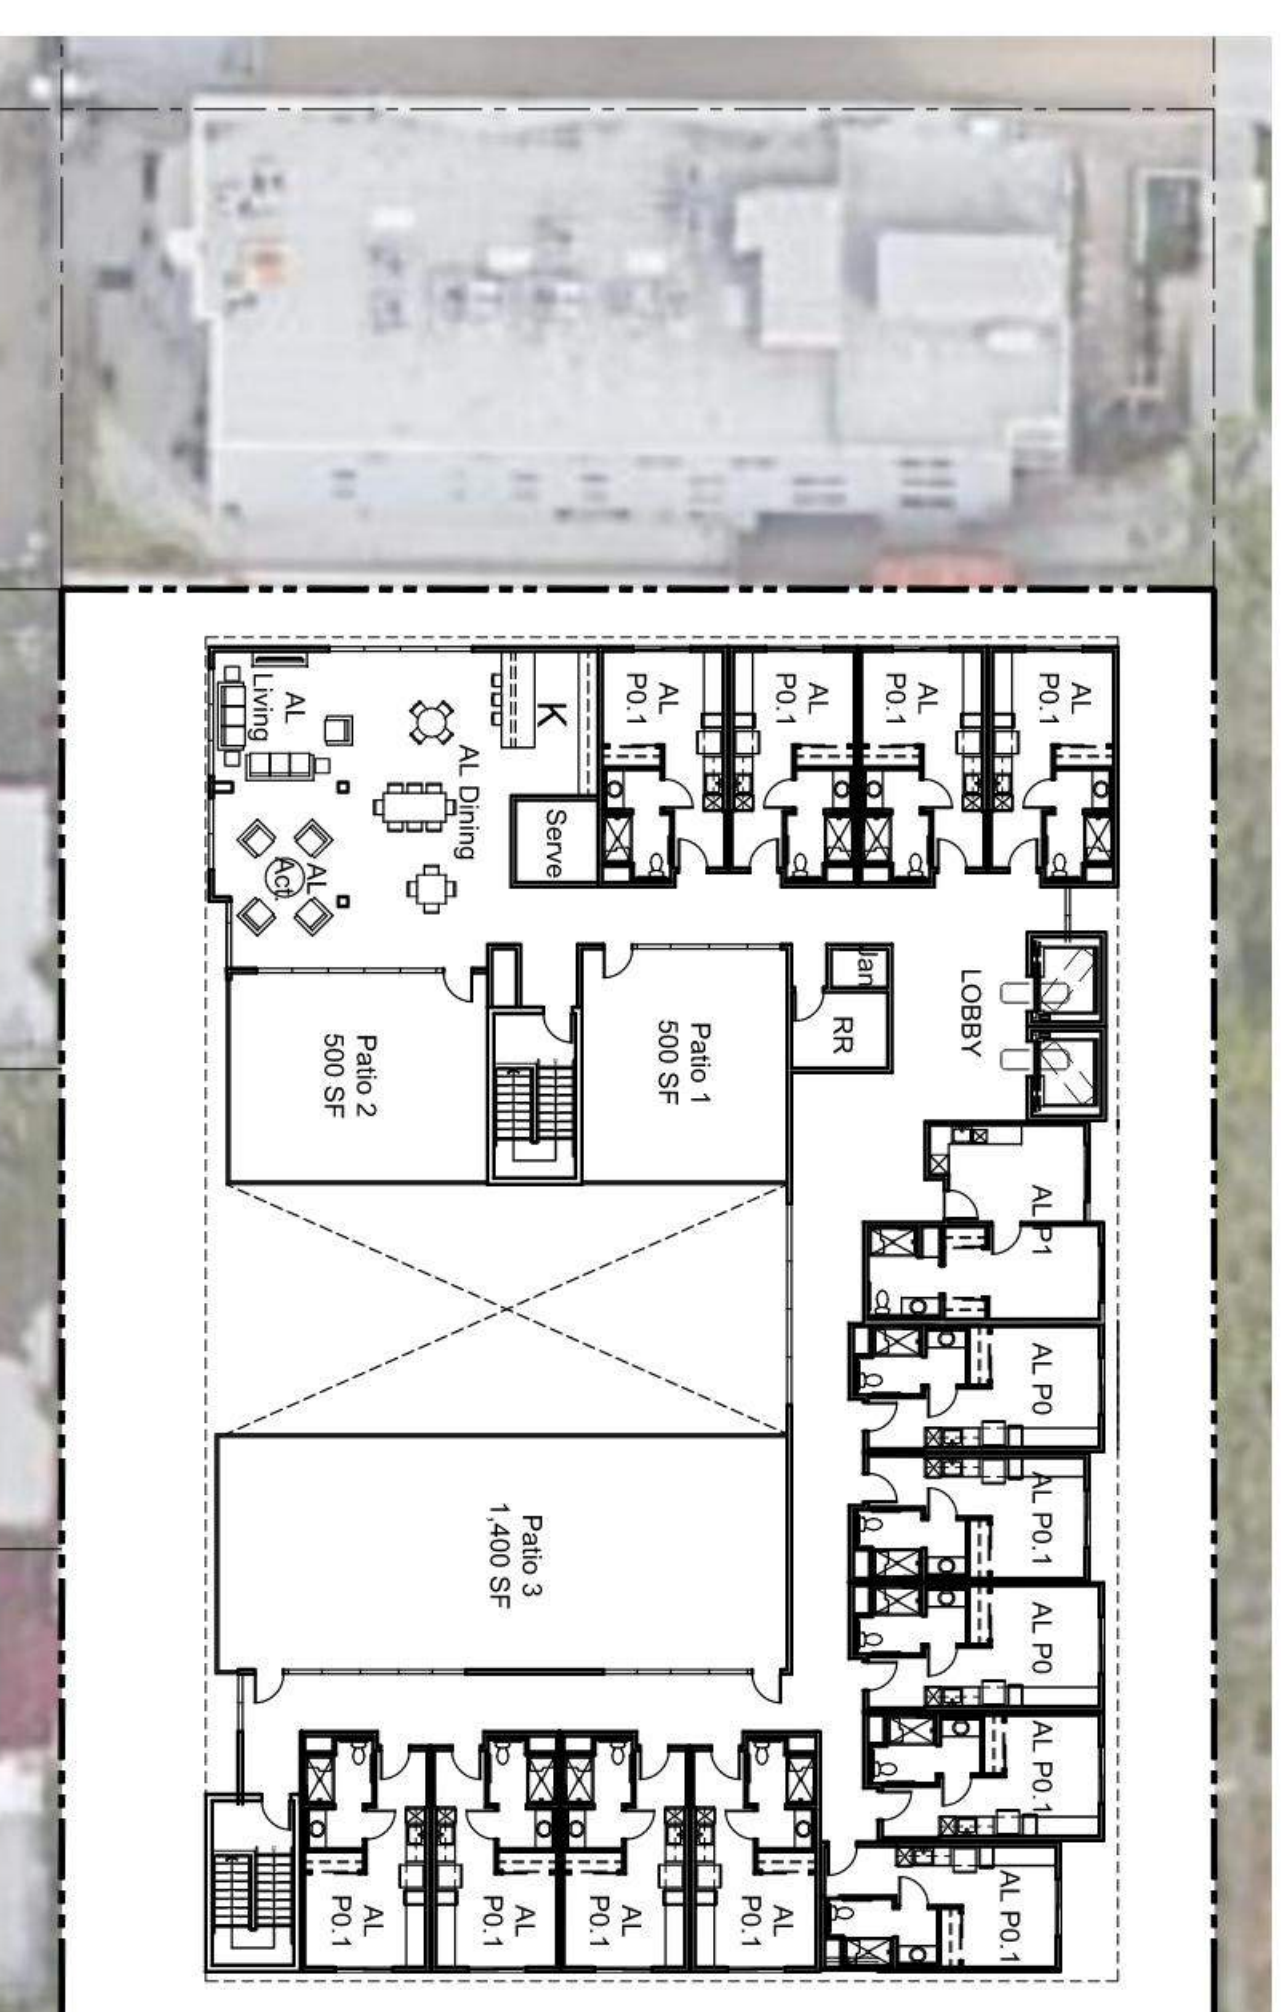 AL
P0.1
AL
P0.1
AL
P0.1
AL
P0.1
K
AL
Living
AL Dining
Serve
AL
Act.
Jan
RR
LOBBY
Patio 1
500 SF
Patio 2
500 SF
AL P1
AL P0
AL P0.1
AL P0
AL P0.1
AL P0.1
Patio 3
1,400 SF
AL
P0.1
AL
P0.1
AL
P0.1
AL
P0.1